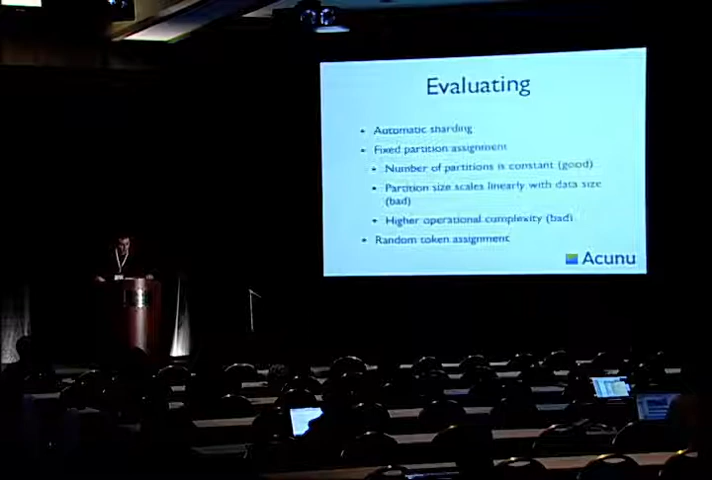 Evaluating
• Automatic sharding
• Fixed partition assignment
• Number of partitions is constant (good)
• Partition size scales linearly with data size
(bad)
• Higher operational complexity (bad)
• Random token assignment
Acunu